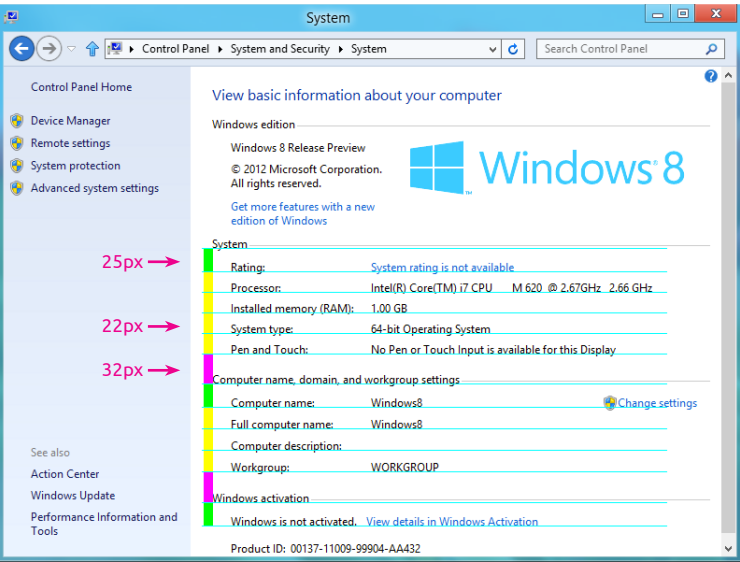 System
Control Panel System and Security System
Search Control Panel
Control Panel Home
Device Manager
Remote settings
System protection
Advanced system settings
See also
Action Center
Windows Update
Performance Information and
Tools
View basic information about your computer
Windows edition
Windows 8 Release Preview
© 2012 Microsoft Corporation.
All rights reserved.
Get more features with a new
edition of Windows
Windows 8
System
25px
Rating: System rating is not available
Processor: Intel(R) Core(TM) i7 CPU M 620 @ 2.67GHz 2.66 GHz
Installed memory (RAM): 1.00 GB
22px
System type: 64-bit Operating System
Pen and Touch: No Pen or Touch Input is available for this Display
32px
Computer name, domain, and workgroup settings
Computer name: Windows8 Change settings
Full computer name: Windows8
Computer description:
Workgroup: WORKGROUP
Windows activation
Windows is not activated. View details in Windows Activation
Product ID: 00137-11009-99904-AA432